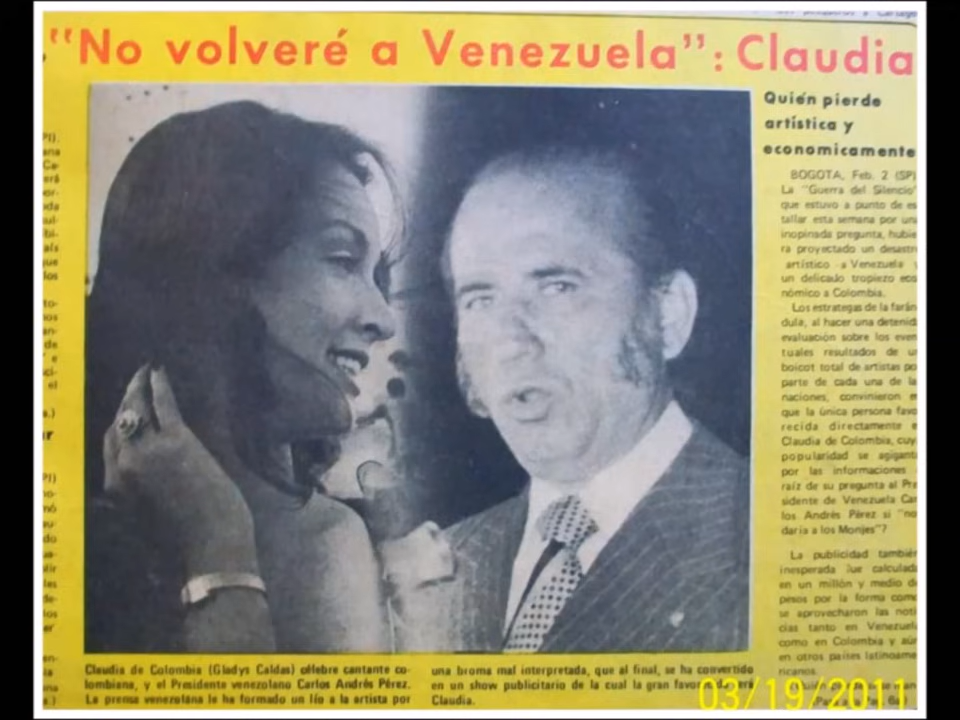 "No volveré a Venezuela": Claudia
Quién pierde
artística y
economicamente
BOGOTA, Feb. 2 (SP)
La "Guerra del Silencio"
que estuvo a punto de es
tallar esta semana por una
inopinada pregunta, hubie
ra proyectado un desastre
artístico a Venezuela y
un delicado tropiezo eco
nómico a Colombia.
Los estrategas de la farán
dula, al hacer una detenida
evaluación sobre los even
tuales resultados de un
boicot total de artistas por
parte de cada una de las
naciones, convinieron en
que la única persona favo
recida directamente es
Claudia de Colombia, cuya
popularidad se agiganta
por las informaciones a
raíz de su pregunta al Pre
sidente de Venezuela Car
los Andrés Pérez si "nos
daría a los Monjes"?
La publicidad también
inesperada fue calculada
en un millón y medio de
pesos por la forma como
se aprovecharon las noti
cias tanto en Venezuela
como en Colombia y aún
en otros países latinoame
ricanos.
Claudia de Colombia (Gladys Caldas) célebre cantante co-
lombiana, y el Presidente venezolano Carlos Andrés Pérez.
La prensa venezolana le ha formado un lío a la artista por
una broma mal interpretada, que al final, se ha convertido
en un show publicitario de la cual la gran favorecida será
Claudia.
03/19/2011